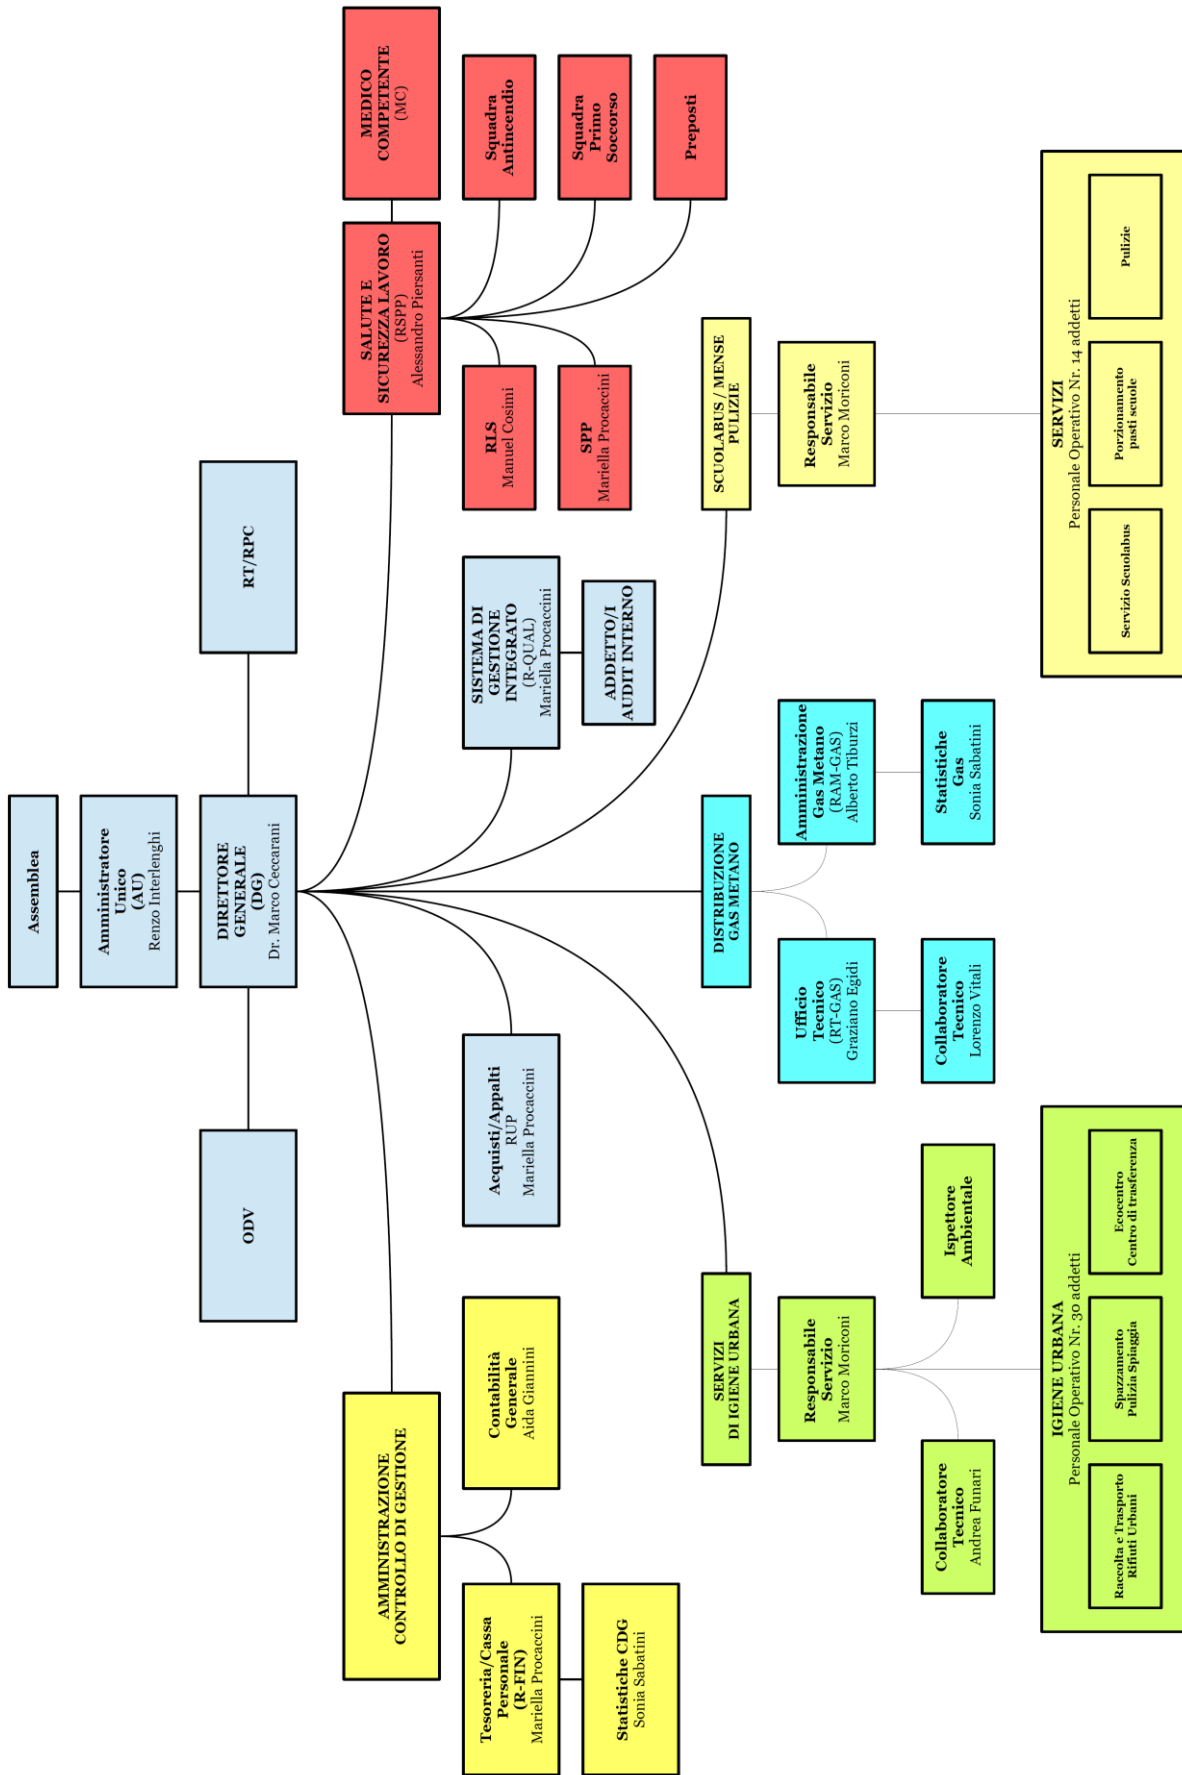 Assemblea
Amministratore
Unico
(AU)
Renzo Interlenghi
ODV
DIRETTORE
GENERALE
(DG)
Dr. Marco Ceccarani
RT/RPC
AMMINISTRAZIONE
CONTROLLO DI GESTIONE
SALUTE E
SICUREZZA LAVORO
(RSPP)
Alessandro Piersanti
MEDICO
COMPETENTE
(MC)
Tesoreria/Cassa
Personale
(R-FIN)
Mariella Procaccini
Contabilità
Generale
Aida Giannini
Acquisti/Appalti
RUP
Mariella Procaccini
SISTEMA DI
GESTIONE
INTEGRATO
(R-QUAL)
Mariella Procaccini
RLS
Manuel Cosimi
Squadra
Antincendio
Statistiche CDG
Sonia Sabatini
ADDETTO/I
AUDIT INTERNO
SPP
Mariella Procaccini
Squadra
Primo
Soccorso
Preposti
SERVIZI
DI IGIENE URBANA
DISTRIBUZIONE
GAS METANO
SCUOLABUS / MENSE
PULIZIE
Responsabile
Servizio
Marco Moriconi
Ufficio
Tecnico
(RT-GAS)
Graziano Egidi
Amministrazione
Gas Metano
(RAM-GAS)
Alberto Tiburzi
Responsabile
Servizio
Marco Moriconi
Collaboratore
Tecnico
Andrea Funari
Ispettore
Ambientale
Collaboratore
Tecnico
Lorenzo Vitali
Statistiche
Gas
Sonia Sabatini
IGIENE URBANA
Personale Operativo Nr. 30 addetti
Raccolta e Trasporto
Rifiuti Urbani
Spazzamento
Pulizia Spiaggia
Ecocentro
Centro di trasferenza
SERVIZI
Personale Operativo Nr. 14 addetti
Servizio Scuolabus
Porzionamento
pasti scuole
Pulizie